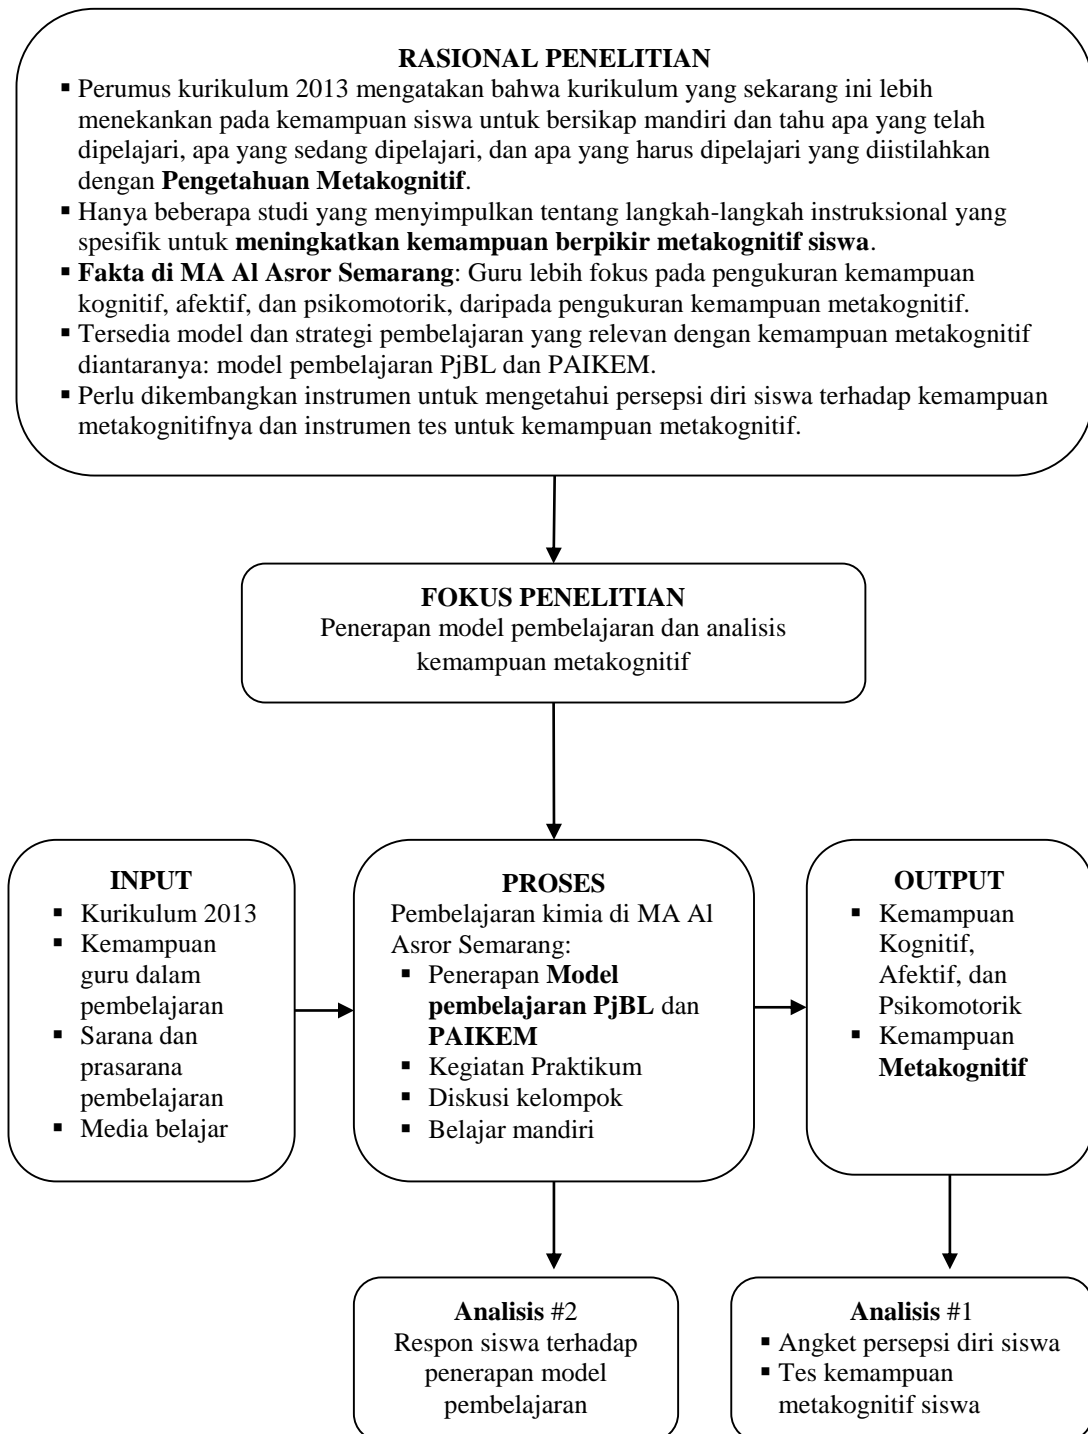 RASIONAL PENELITIAN
▪ Perumus kurikulum 2013 mengatakan bahwa kurikulum yang sekarang ini lebih
menekankan pada kemampuan siswa untuk bersikap mandiri dan tahu apa yang telah
dipelajari, apa yang sedang dipelajari, dan apa yang harus dipelajari yang diistilahkan
dengan Pengetahuan Metakognitif.
▪ Hanya beberapa studi yang menyimpulkan tentang langkah-langkah instruksional yang
spesifik untuk meningkatkan kemampuan berpikir metakognitif siswa.
▪ Fakta di MA Al Asror Semarang: Guru lebih fokus pada pengukuran kemampuan
kognitif, afektif, dan psikomotorik, daripada pengukuran kemampuan metakognitif.
▪ Tersedia model dan strategi pembelajaran yang relevan dengan kemampuan metakognitif
diantaranya: model pembelajaran PjBL dan PAIKEM.
▪ Perlu dikembangkan instrumen untuk mengetahui persepsi diri siswa terhadap kemampuan
metakognitifnya dan instrumen tes untuk kemampuan metakognitif.
FOKUS PENELITIAN
Penerapan model pembelajaran dan analisis
kemampuan metakognitif
INPUT
▪ Kurikulum 2013
▪ Kemampuan
guru dalam
pembelajaran
▪ Sarana dan
prasarana
pembelajaran
▪ Media belajar
PROSES
Pembelajaran kimia di MA Al
Asror Semarang:
▪ Penerapan Model
pembelajaran PjBL dan
PAIKEM
▪ Kegiatan Praktikum
▪ Diskusi kelompok
▪ Belajar mandiri
OUTPUT
▪ Kemampuan
Kognitif,
Afektif, dan
Psikomotorik
▪ Kemampuan
Metakognitif
Analisis #2
Respon siswa terhadap
penerapan model
pembelajaran
Analisis #1
▪ Angket persepsi diri siswa
▪ Tes kemampuan
metakognitif siswa